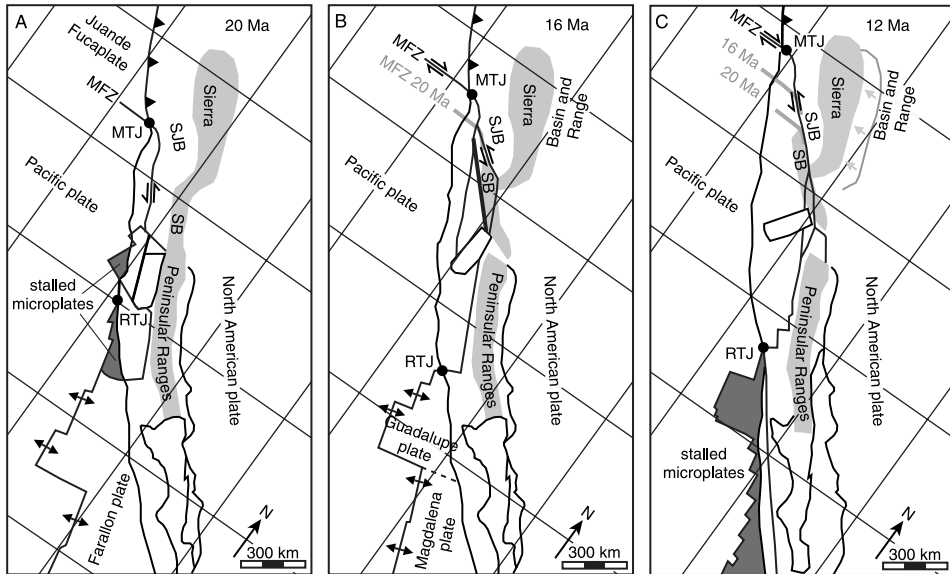 A
20 Ma
Juande
Fucaplate
MFZ
MTJ
SJB
Sierra
Pacific plate
SB
stalled
microplates
RTJ
Peninsular Ranges
North American plate
Farallon plate
N
300 km
B
16 Ma
MFZ
MFZ 20 Ma
MTJ
SJB
Sierra
Basin and
Range
Pacific plate
SB
Peninsular Ranges
North American plate
RTJ
Guadalupe
plate
Magdalena
plate
N
300 km
C
12 Ma
MFZ
MTJ
16 Ma
20 Ma
Sierra
SJB
Basin and
Range
SB
Pacific plate
Peninsular Ranges
North American plate
RTJ
stalled
microplates
N
300 km